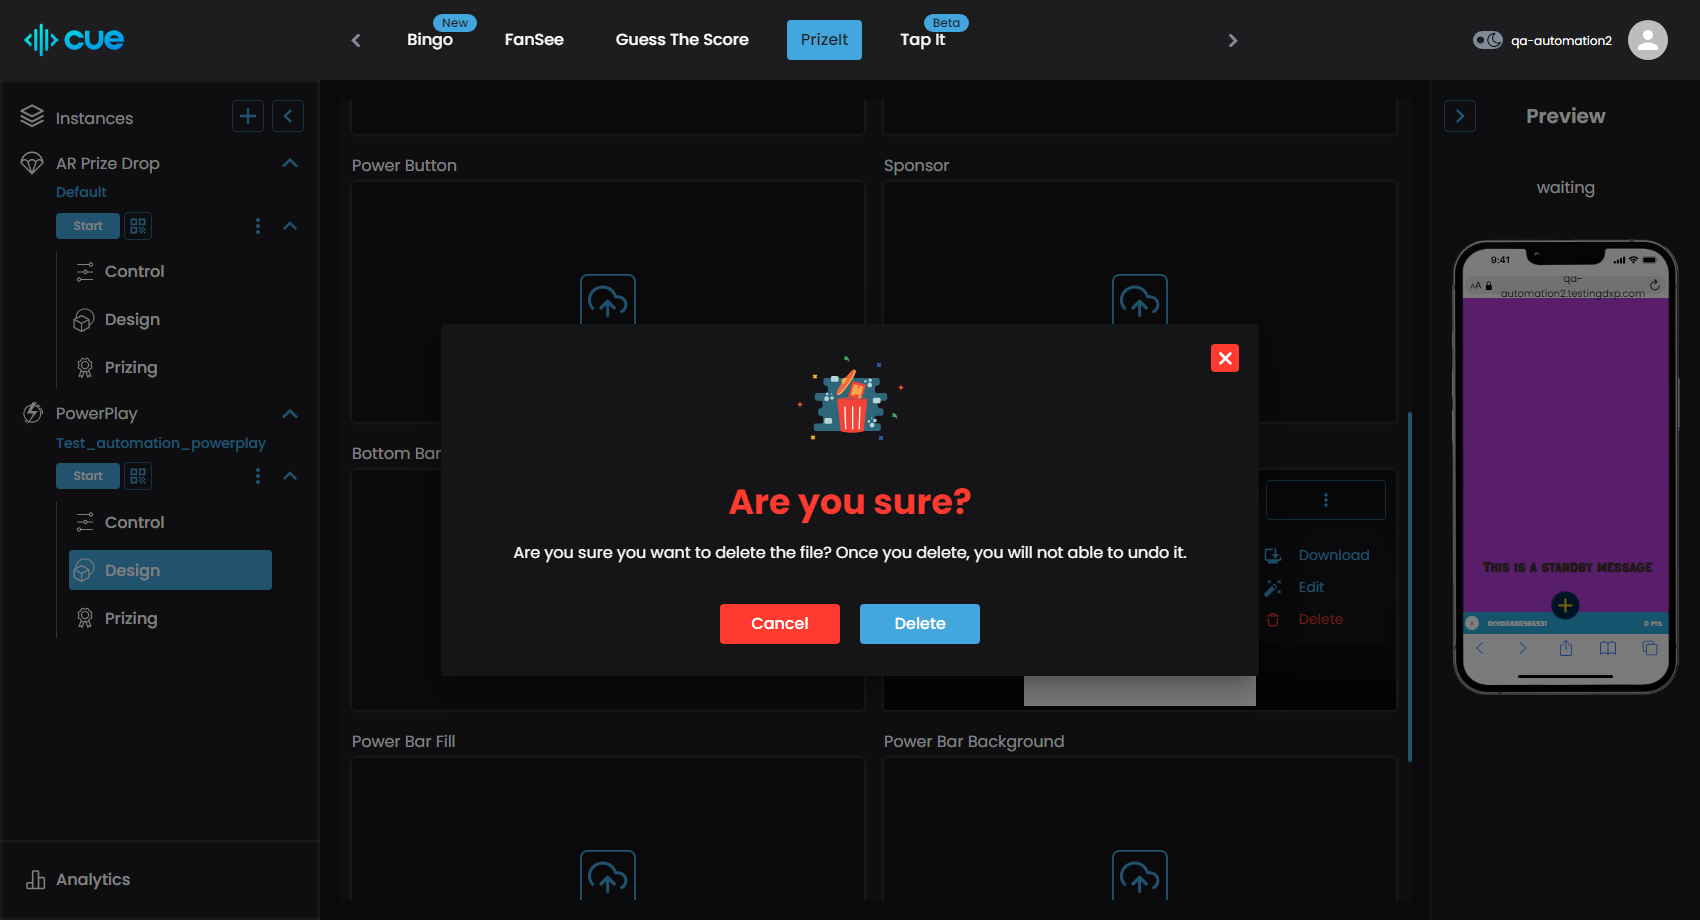 cue
Bingo
New
FanSee
Guess The Score
PrizeIt
Tap It
Beta
qa-automation2
Instances
AR Prize Drop
Default
Start
Control
Design
Prizing
PowerPlay
Test_automation_powerplay
Start
Control
Design
Prizing
Analytics
Power Button
Sponsor
Bottom Bar
Download
Edit
Delete
Power Bar Fill
Power Bar Background
Are you sure?
Are you sure you want to delete the file? Once you delete, you will not able to undo it.
Cancel
Delete
Preview
waiting
9:41
AA
qa-
automation2.testingdxp.com
This is a standby message
0 PTS.